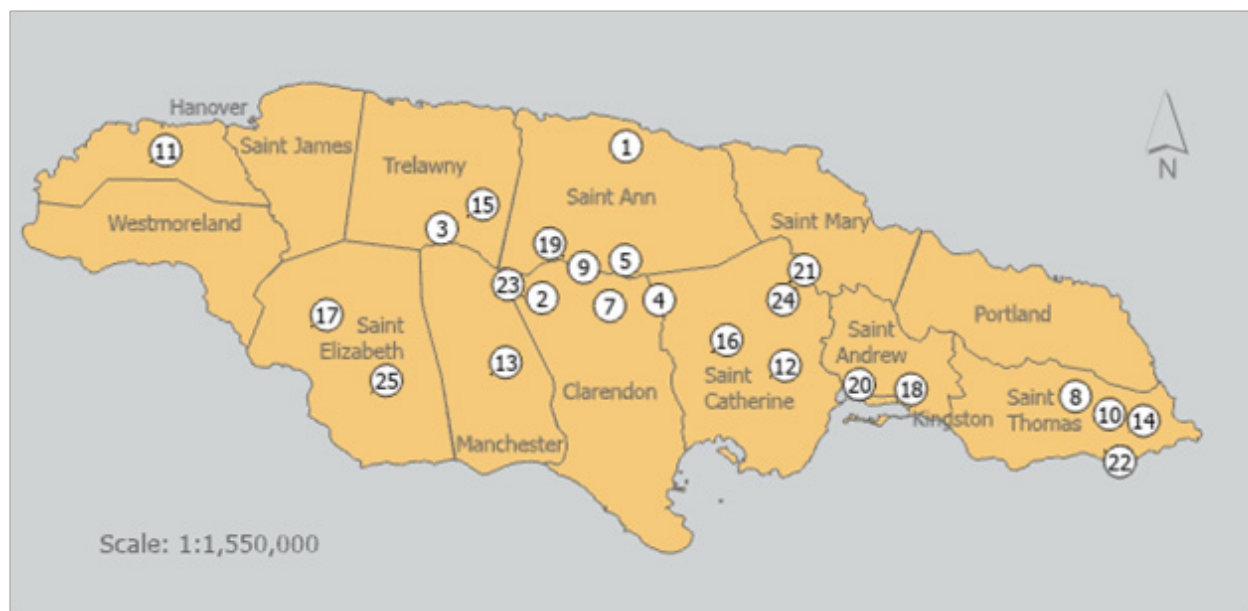 Hanover
Saint James
11
1
Trelawny
15
Saint Ann
Westmoreland
3
Saint Mary
19
9
5
21
23
2
7
4
24
17
Saint
Elizabeth
Saint
Andrew
Portland
16
13
25
12
Saint
Catherine
Clarendon
20
18
Kingston
Saint
Thomas
8
10
14
Manchester
22
N
Scale: 1:1,550,000